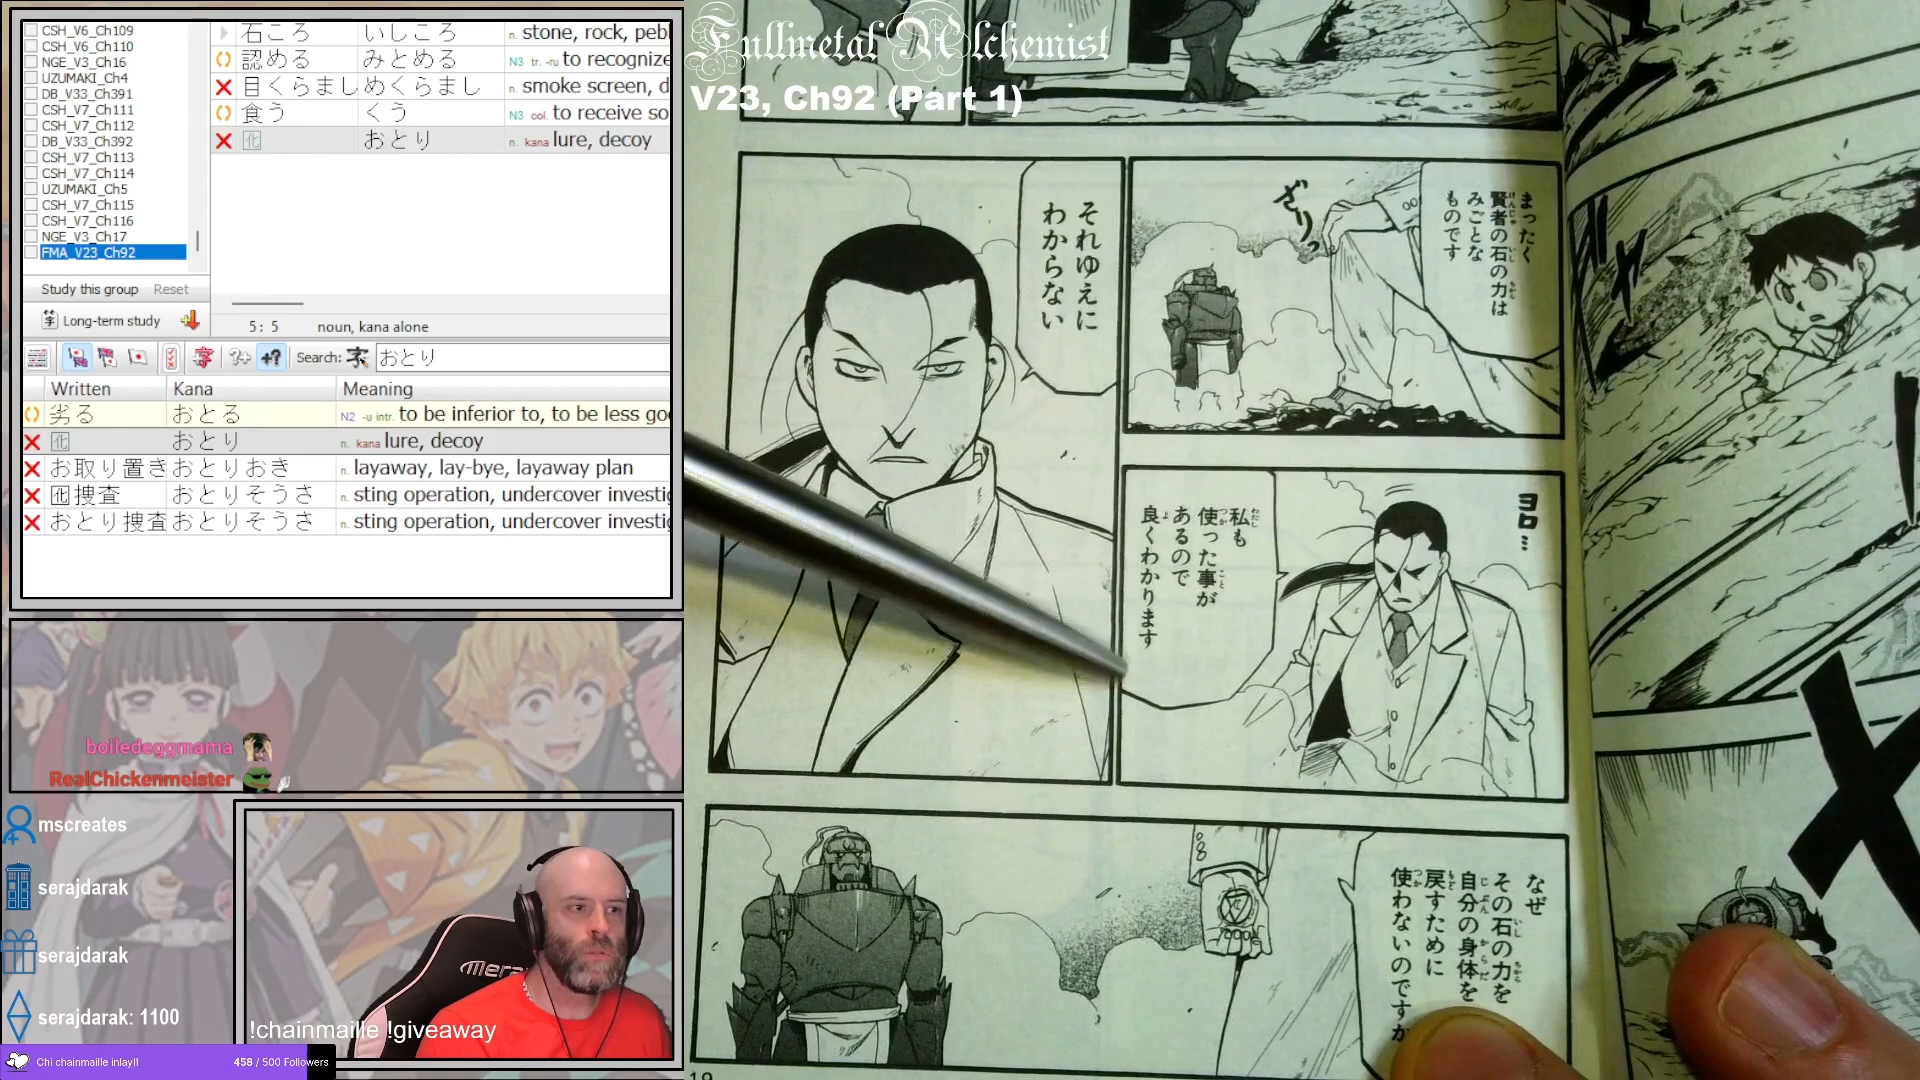 CSH_V6_Ch109
CSH_V6_Ch110
NGE_V3_Ch16
UZUMAKI_Ch4
DB_V33_Ch391
CSH_V7_Ch111
CSH_V7_Ch112
DB_V33_Ch392
CSH_V7_Ch113
CSH_V7_Ch114
UZUMAKI_Ch5
CSH_V7_Ch115
CSH_V7_Ch116
NGE_V3_Ch17
FMA_V23_Ch92
Study this group Reset
Long-term study
石ころ いしころ n. stone, rock, peb
認める みとめる N3 tr. -ru to recognize
目くらまし めくらまし n. smoke screen, d
食う くう N3 col. to receive so
囮 おとり n. kana lure, decoy
5: 5 noun, kana alone
Search: おとり
Written Kana Meaning
劣る おとる N2 -u intr. to be inferior to, to be less go
囮 おとり n. kana lure, decoy
お取り置き おとりおき n. layaway, lay-bye, layaway plan
囮捜査 おとりそうさ n. sting operation, undercover investi
おとり捜査 おとりそうさ n. sting operation, undercover investi
boiledeggmama
RealChickenmeister
mscreates
serajdarak
serajdarak
serajdarak: 1100
!chainmaille !giveaway
Chi chainmaille inlay!! 458 / 500 Followers
Fullmetal Alchemist
V23, Ch92 (Part 1)
まったく
賢者の石の力は
みごとな
ものです
ざりっ
それゆえに
わからない
ヨロ…
私も
使った事が
あるので
良くわかります
なぜ
その石の力を
自分の身体を
戻すために
使わないのですか
19